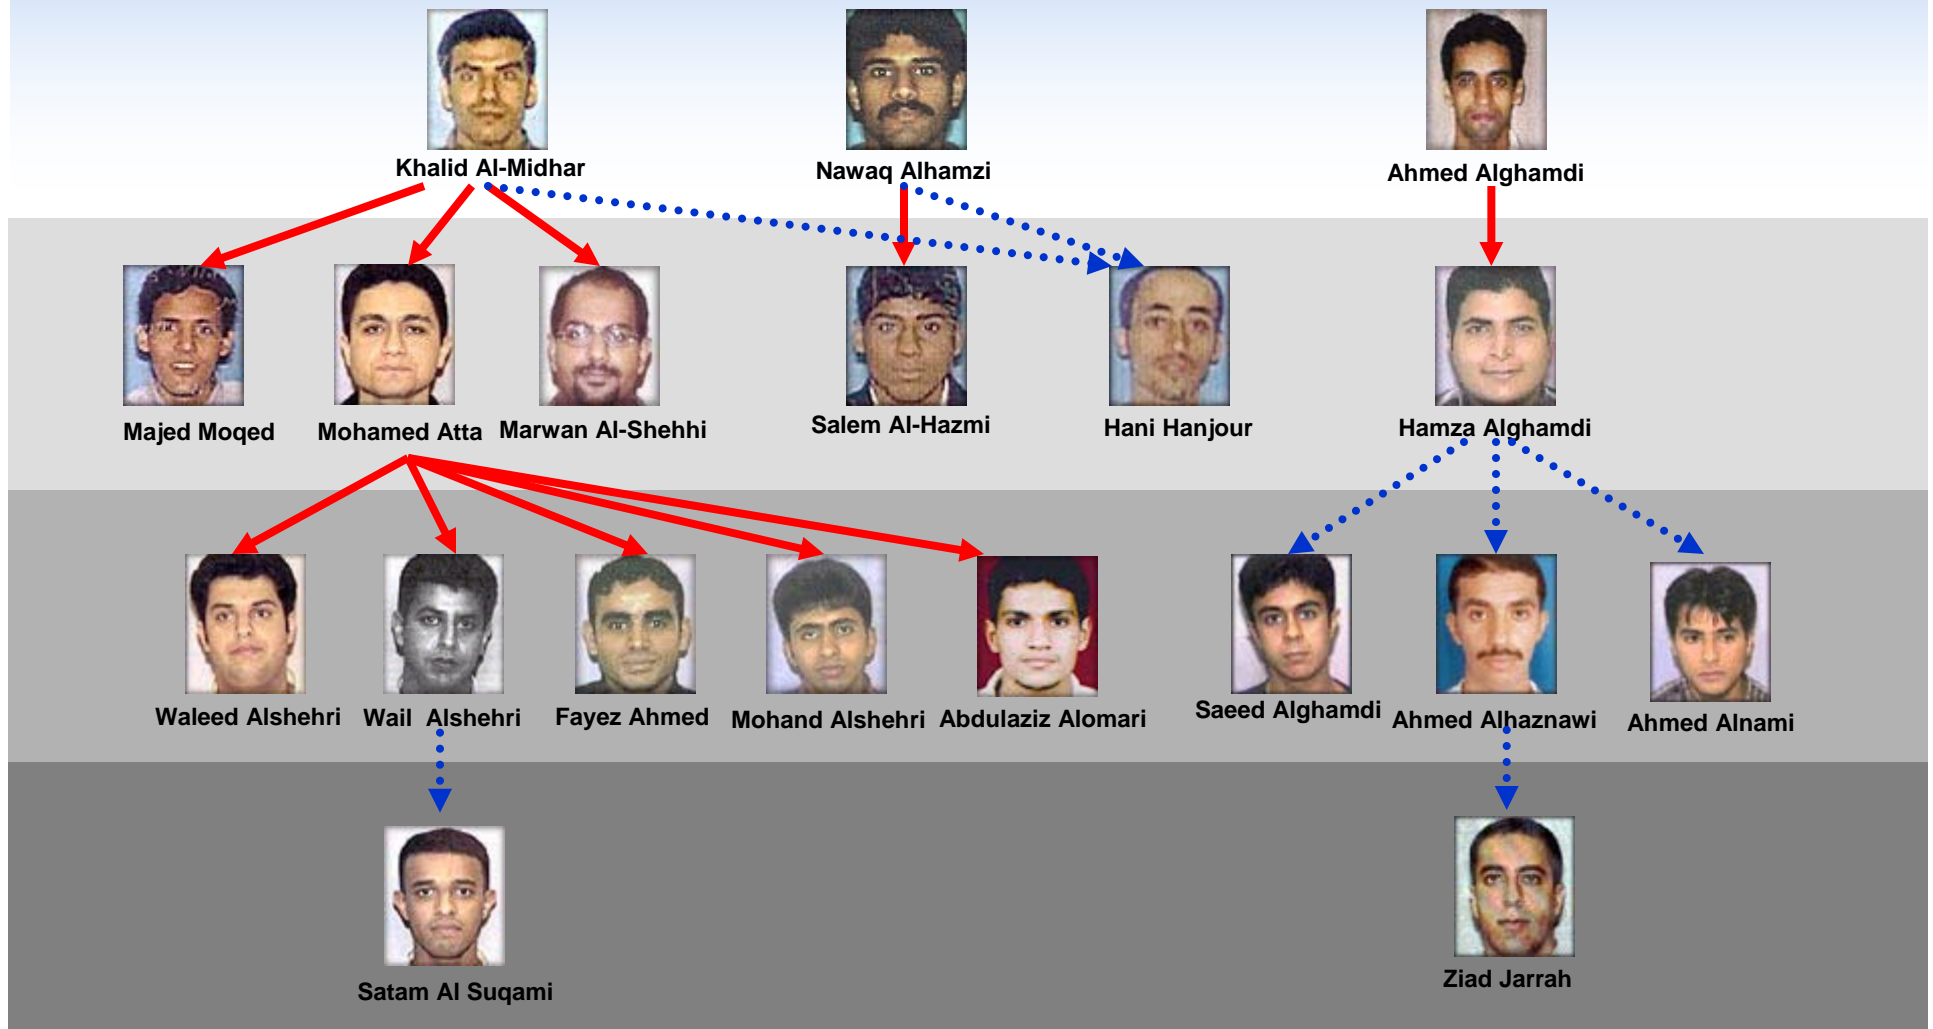 Khalid Al-Midhar
Nawaq Alhamzi
Ahmed Alghamdi
Majed Moqed
Mohamed Atta
Marwan Al-Shehhi
Salem Al-Hazmi
Hani Hanjour
Hamza Alghamdi
Waleed Alshehri
Wail Alshehri
Fayez Ahmed
Mohand Alshehri
Abdulaziz Alomari
Saeed Alghamdi
Ahmed Alhaznawi
Ahmed Alnami
Satam Al Suqami
Ziad Jarrah